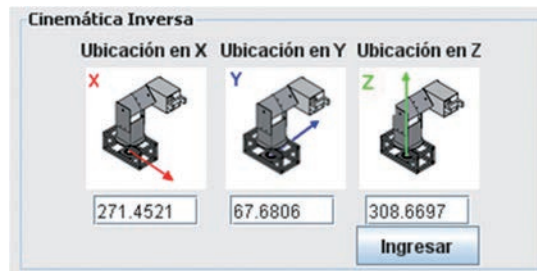 Cinemática Inversa
Ubicación en X Ubicación en Y Ubicación en Z
X Y Z
271.4521 67.6806 308.6697
Ingresar